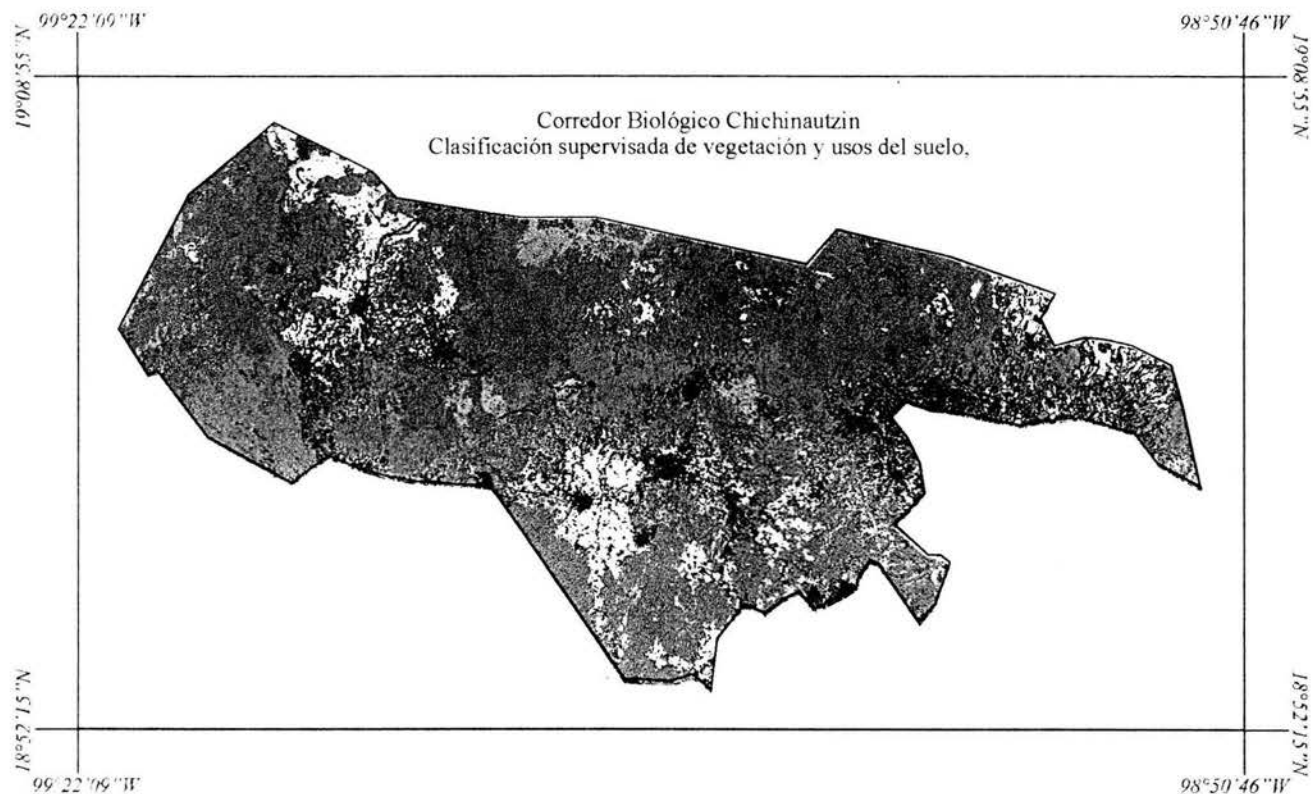 99°22'09"W
98°50'46"W
19°08'55"N
19°08'55"N
Corredor Biológico Chichinautzin
Clasificación supervisada de vegetación y usos del suelo,
18°52'15"N
18°52'15"N
99°22'09"W
98°50'46"W